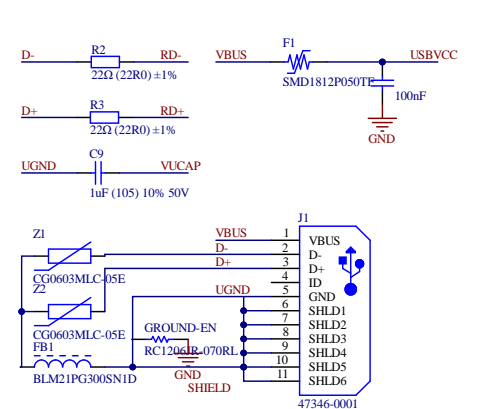 R2
D- RD-
22Ω (22R0) ±1%
R3
D+ RD+
22Ω (22R0) ±1%
C9
UGND VUCAP
1uF (105) 10% 50V
F1
VBUS USBVCC
SMD1812P050TF
100nF
GND
J1
VBUS 1 VBUS
D- 2 D-
D+ 3 D+
4 ID
UGND 5 GND
6 SHLD1
7 SHLD2
8 SHLD3
9 SHLD4
10 SHLD5
11 SHLD6
47346-0001
Z1
CG0603MLC-05E
Z2
CG0603MLC-05E
FB1
BLM21PG300SN1D
GROUND-EN
RC1206JR-070RL
GND
SHIELD